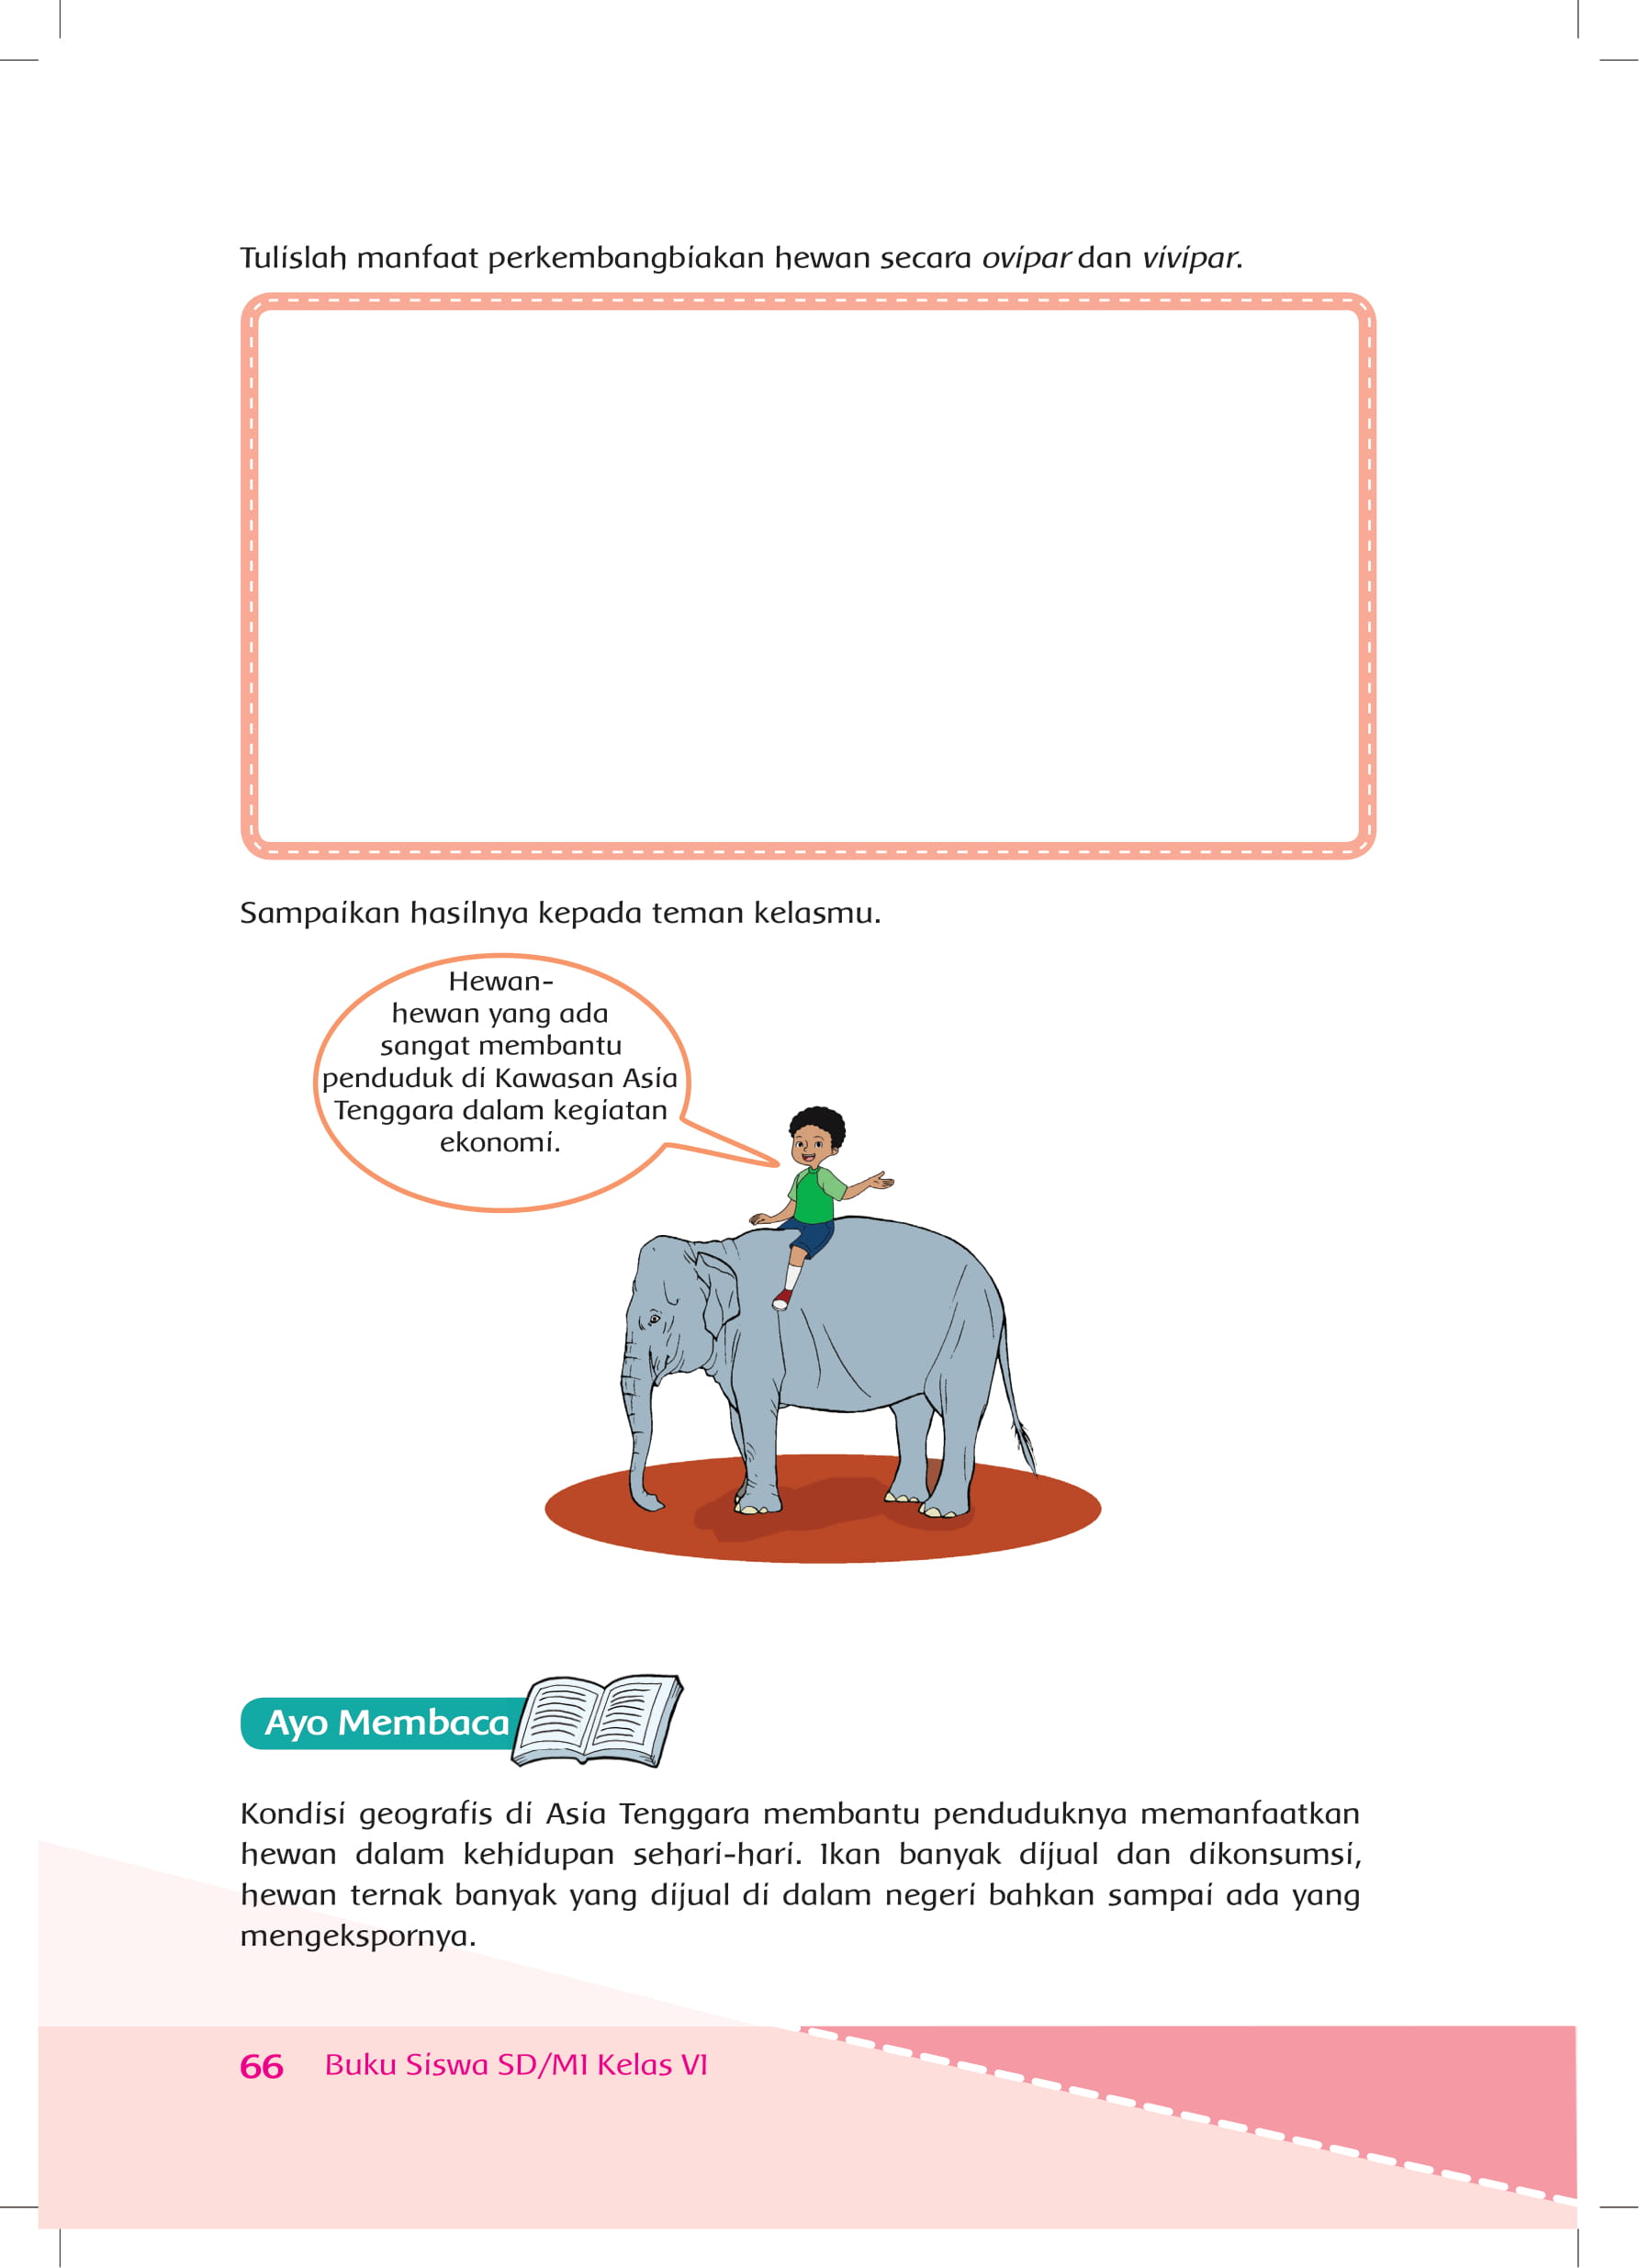 Tulislah manfaat perkembangbiakan hewan secara ovipar dan vivipar.
Sampaikan hasilnya kepada teman kelasmu.
Hewan-
hewan yang ada
sangat membantu
penduduk di Kawasan Asia
Tenggara dalam kegiatan
ekonomi.
Ayo Membaca
Kondisi geografis di Asia Tenggara membantu penduduknya memanfaatkan
hewan dalam kehidupan sehari-hari. Ikan banyak dijual dan dikonsumsi,
hewan ternak banyak yang dijual di dalam negeri bahkan sampai ada yang
mengekspornya.
66 Buku Siswa SD/MI Kelas VI